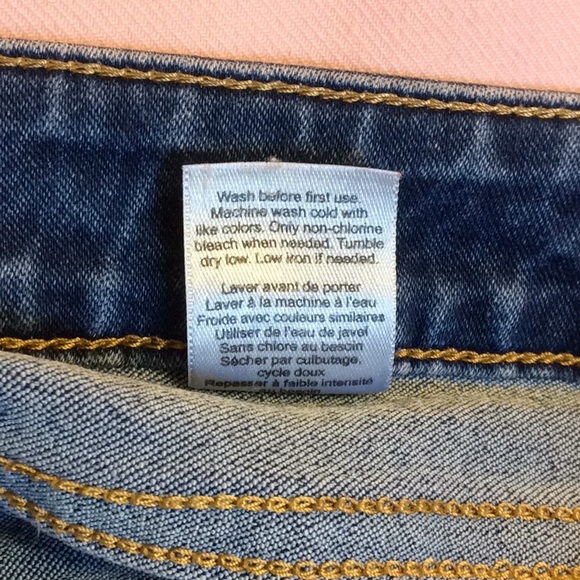 Wash before first use.
Machine wash cold with
like colors. Only non-chlorine
bleach when needed. Tumble
dry low. Low iron if needed.
Laver avant de porter
Laver à la machine à l'eau
Froide avec couleurs similaires
Utiliser de l'eau de javel
Sans chlore au besoin
Sécher par culbutage,
cycle doux
Repasser à faible intensité
au besoin